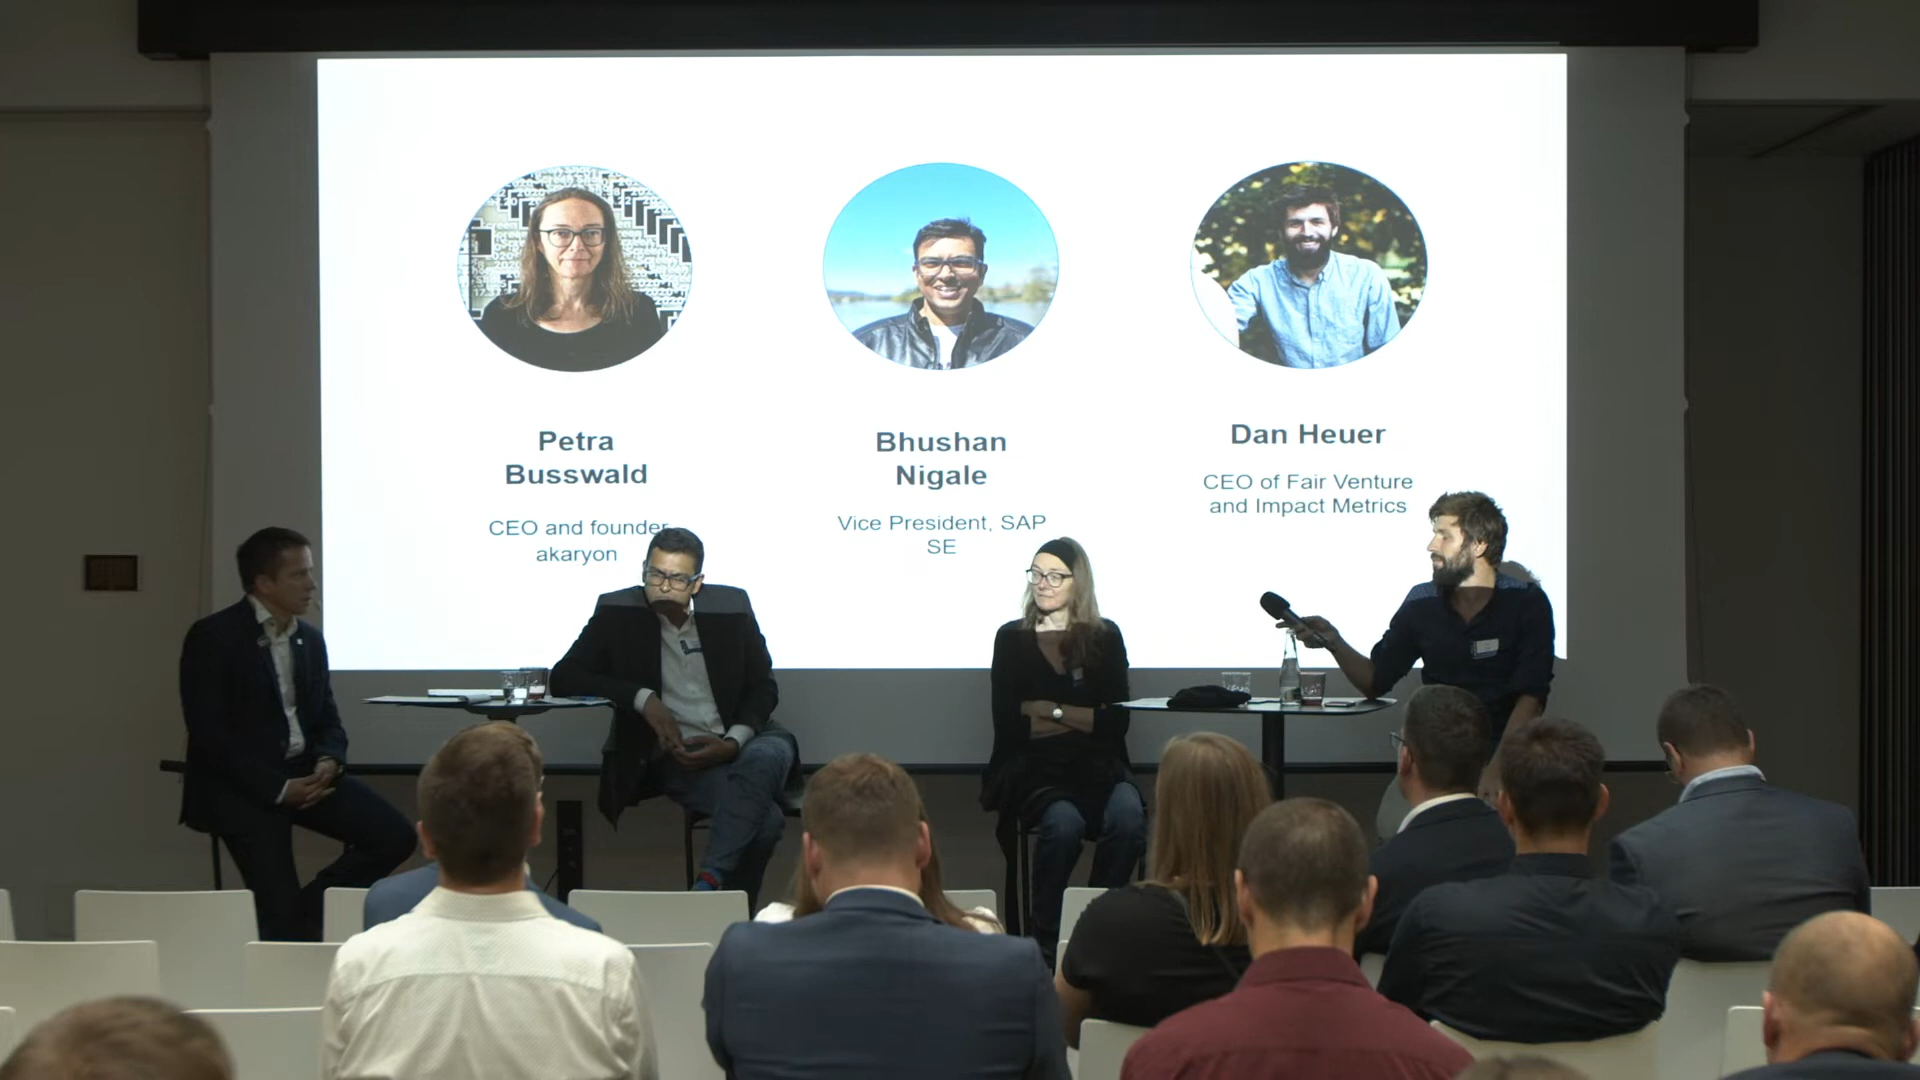 Petra
Busswald
CEO and founder
akaryon
Bhushan
Nigale
Vice President, SAP
SE
Dan Heuer
CEO of Fair Venture
and Impact Metrics